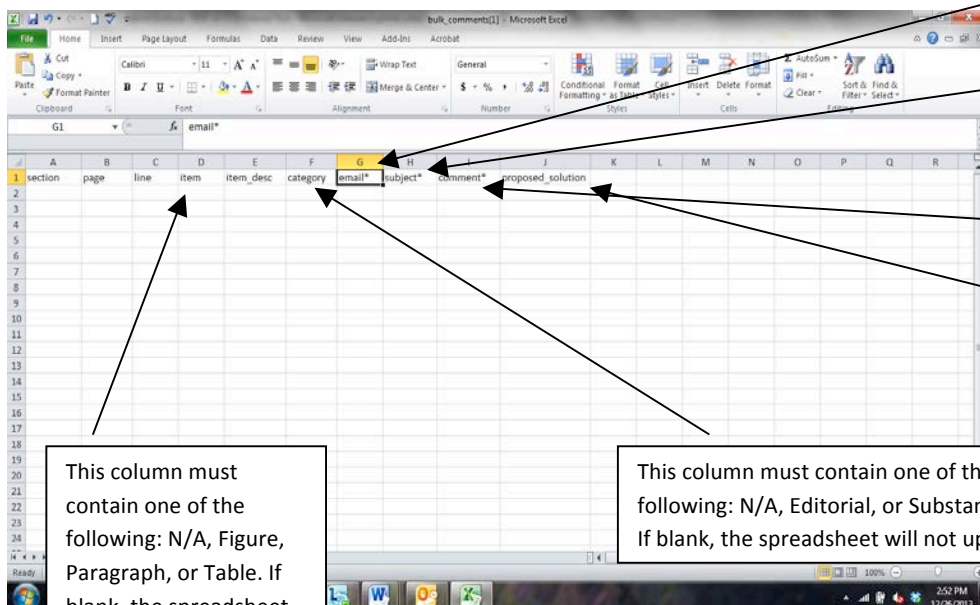 bulk_comments[1] - Microsoft Excel
File Home Insert Page Layout Formulas Data Review View Add-Ins Acrobat
Cut Calibri 11 Wrap Text General AutoSum
Copy Fill
Paste Format Painter B I U Merge & Center $ % , Conditional Formatting Format as Table Cell Styles Insert Delete Format Clear Sort & Filter Find & Select
Clipboard Font Alignment Number Styles Cells Editing
G1 fx email*
A B C D E F G H I J K L M N O P Q R
1 section page line item item_desc category email* subject* comment* proposed_solution
2
3
4
5
6
7
8
9
10
11
12
13
14
15
16
17
18
19
20
21
22
23
24
This column must
contain one of the
following: N/A, Figure,
Paragraph, or Table. If
blank, the spreadsheet
This column must contain one of th
following: N/A, Editorial, or Substan
If blank, the spreadsheet will not up
Ready 100%
2:52 PM
12/26/2012